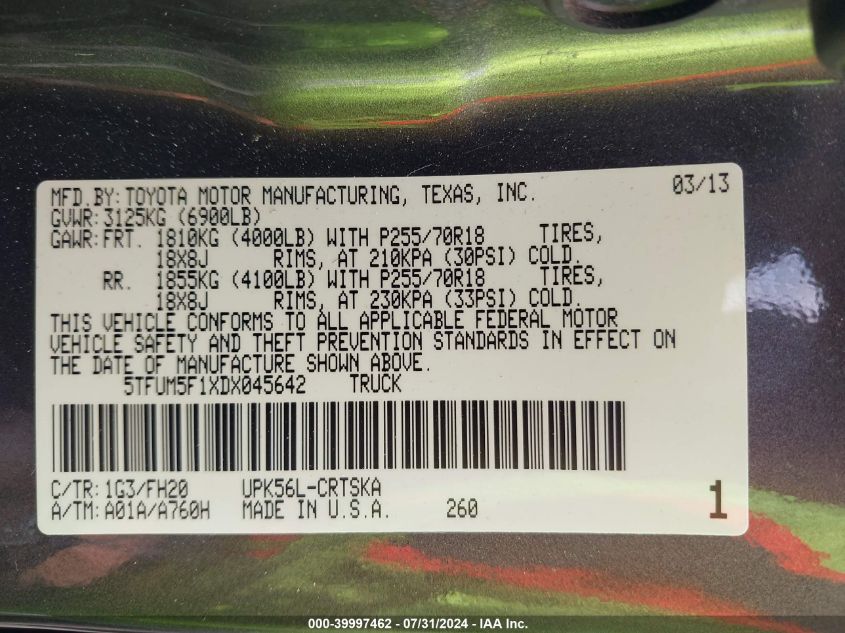 MFD.BY:TOYOTA MOTOR MANUFACTURING, TEXAS, INC. 03/13
GVWR:3125KG (6900LB)
GAWR:FRT. 1810KG (4000LB) WITH P255/70R18 TIRES,
18X8J RIMS, AT 210KPA (30PSI) COLD.
RR. 1855KG (4100LB) WITH P255/70R18 TIRES,
18X8J RIMS, AT 230KPA (33PSI) COLD.
THIS VEHICLE CONFORMS TO ALL APPLICABLE FEDERAL MOTOR
VEHICLE SAFETY AND THEFT PREVENTION STANDARDS IN EFFECT ON
THE DATE OF MANUFACTURE SHOWN ABOVE.
5TFUM5F1XDX045642 TRUCK
C/TR:1G3/FH20 UPK56L-CRTSKA
A/TM:A01A/A760H MADE IN U.S.A. 260 1
000-39997462 - 07/31/2024 - IAA Inc.